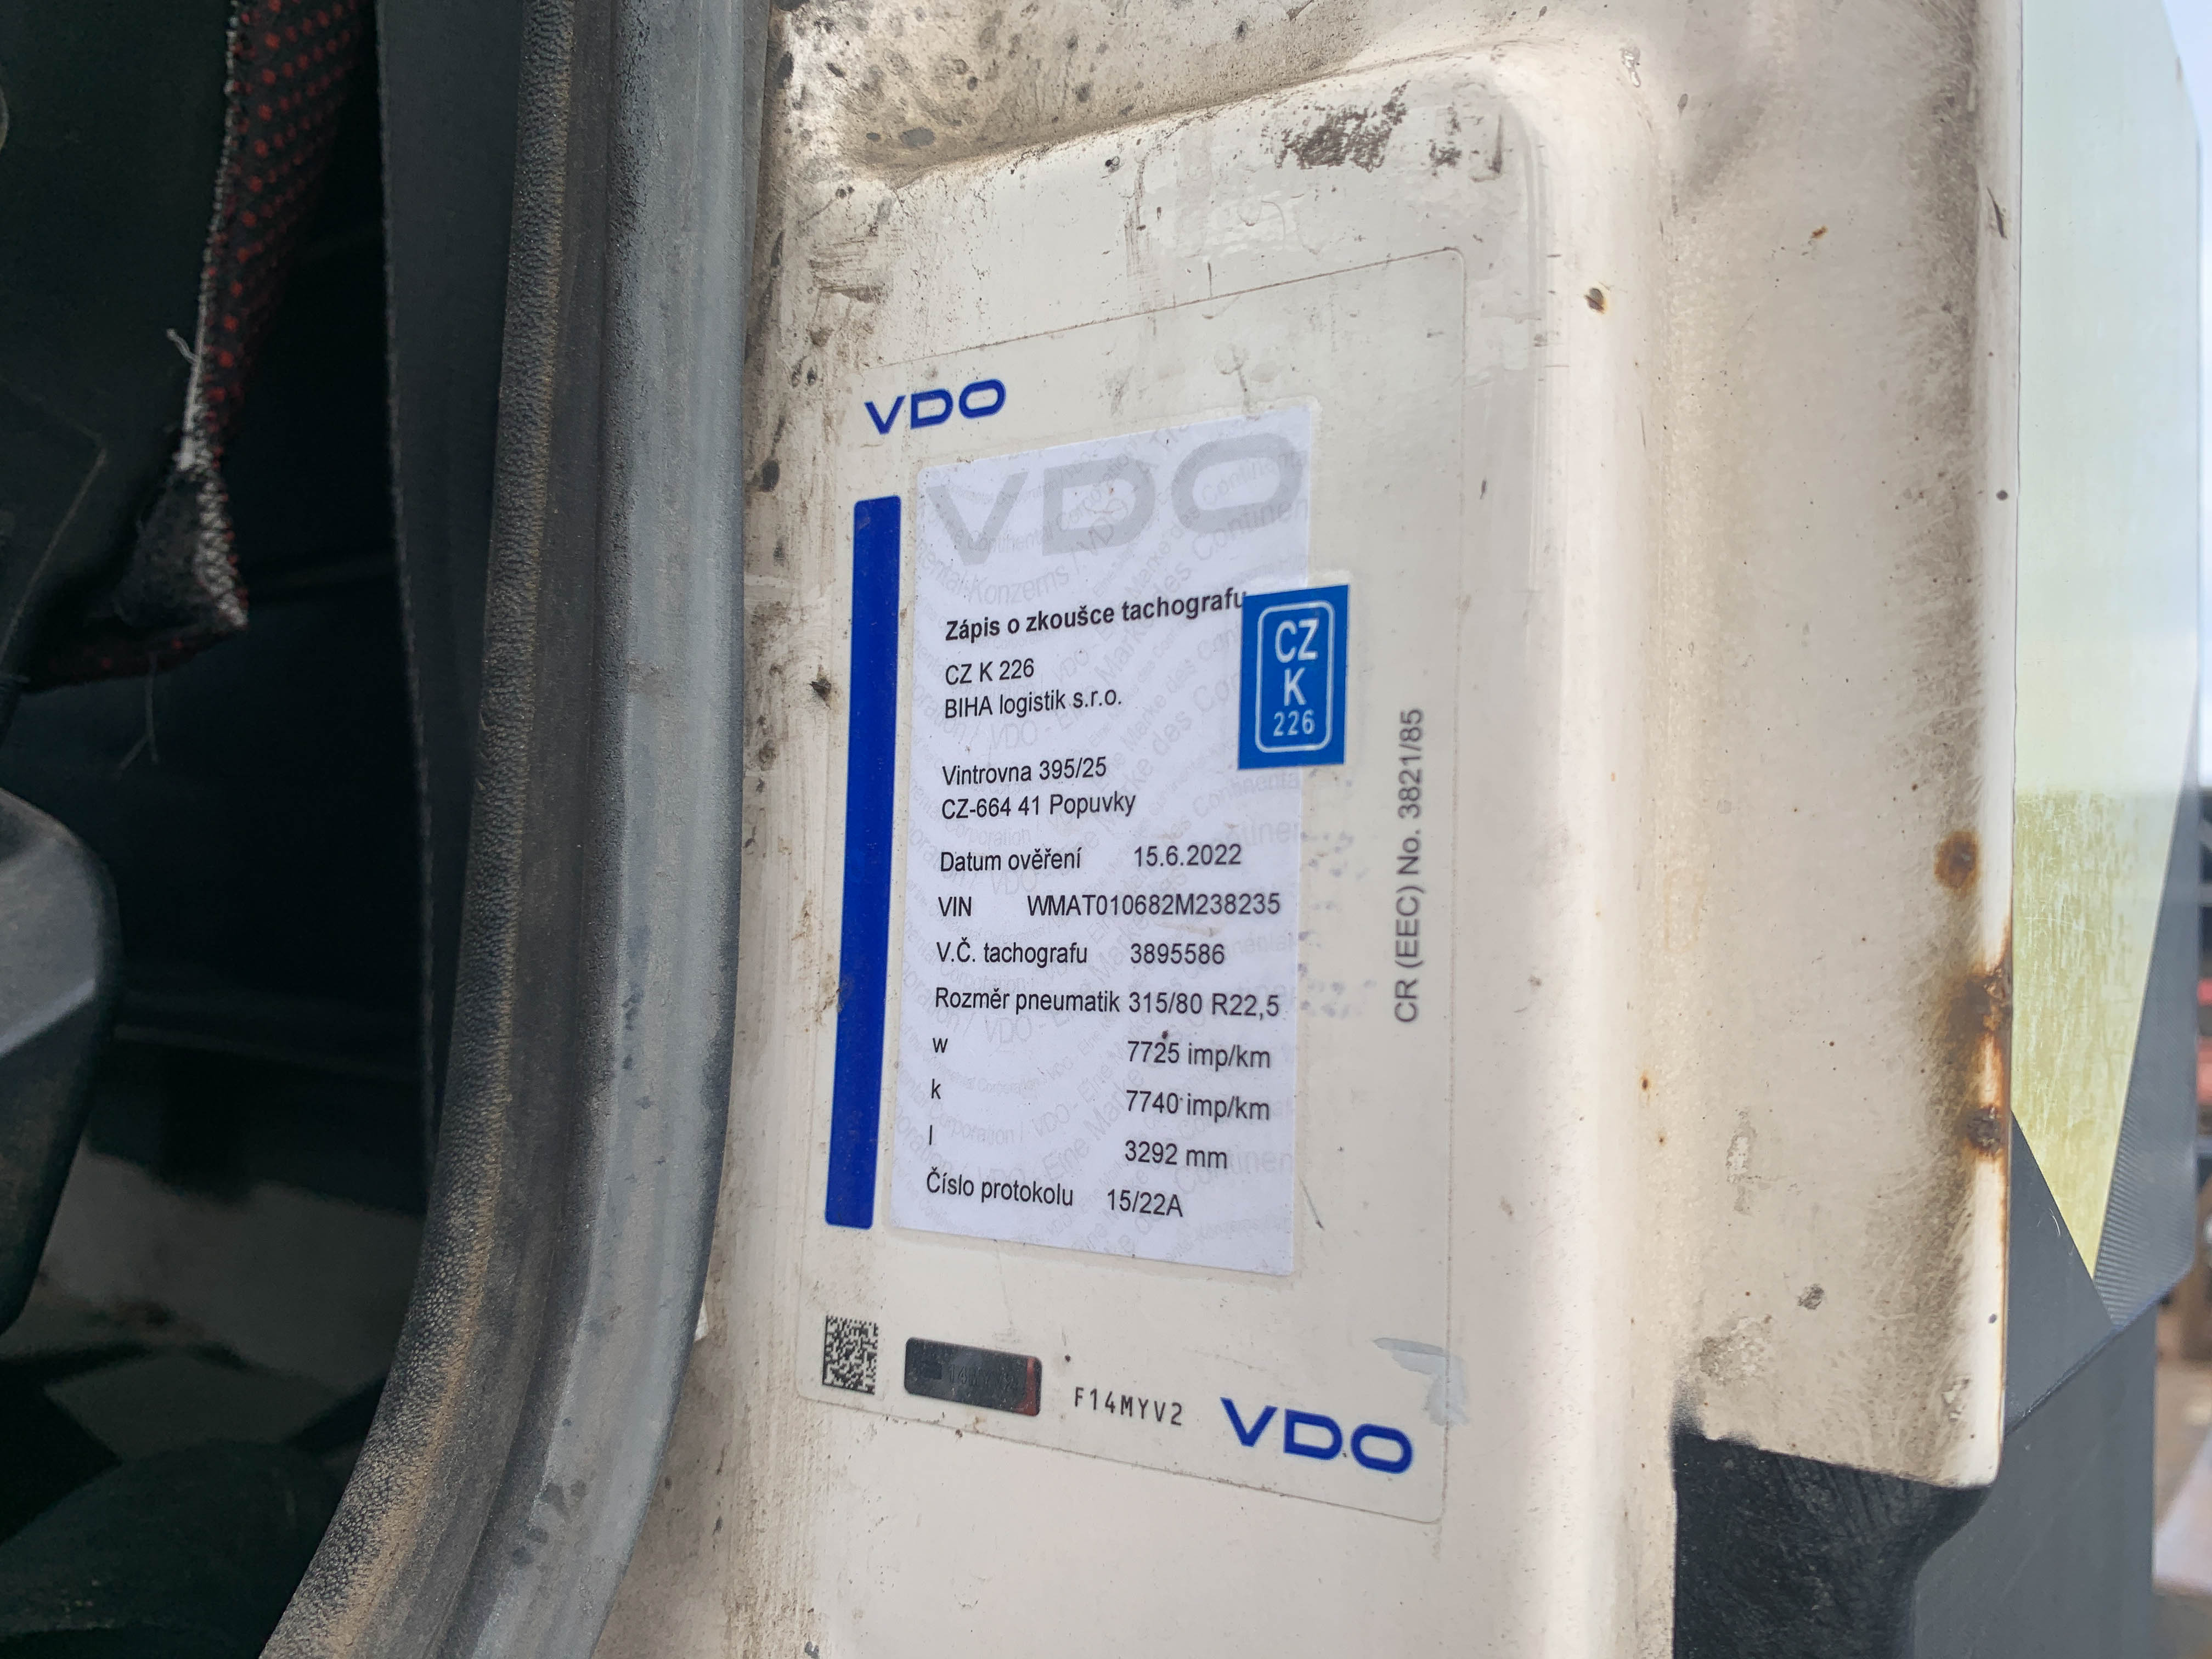 VDO
VDO
Zápis o zkoušce tachografu
CZ K 226
BIHA logistik s.r.o.
CZ
K
226
Vintrovna 395/25
CZ-664 41 Popuvky
Datum ověření 15.6.2022
VIN WMAT010682M238235
V.Č. tachografu 3895586
Rozměr pneumatik 315/80 R22,5
w 7725 imp/km
k 7740 imp/km
l 3292 mm
Číslo protokolu 15/22A
CR (EEC) No. 3821/85
F14MYV2
VDO